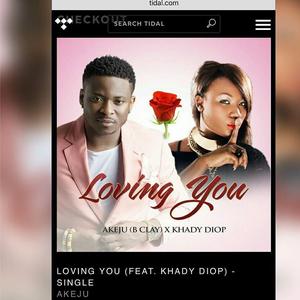 tidal.com
CHECKOUT
SEARCH TIDAL
Loving You
AKEJU (B CLAY) X KHADY DIOP
LOVING YOU (FEAT. KHADY DIOP) -
SINGLE
AKEJU